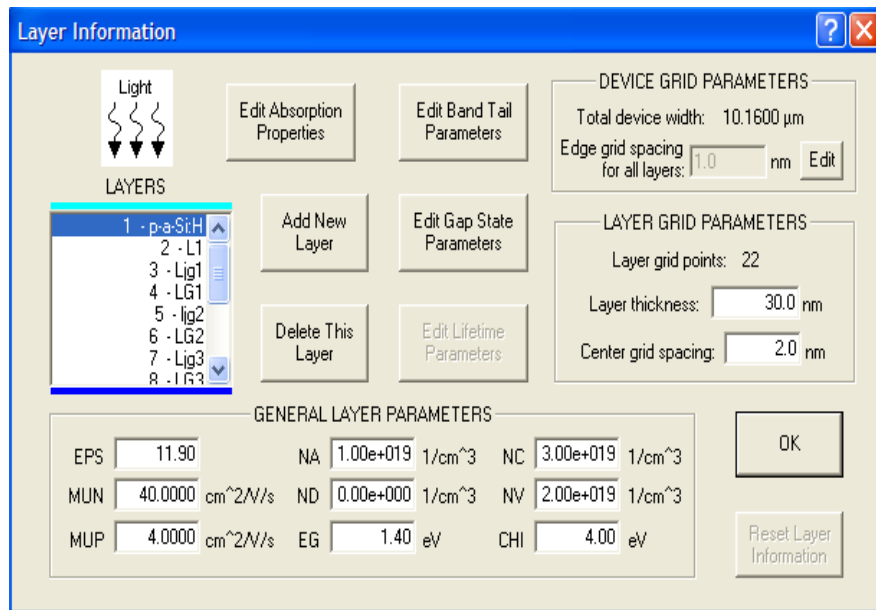 Layer Information
Light
Edit Absorption
Properties
Edit Band Tail
Parameters
DEVICE GRID PARAMETERS
Total device width: 10.1600 µm
Edge grid spacing
for all layers: 1.0 nm Edit
LAYERS
1 - p-a-Si:H
2 - L1
3 - Ljg1
4 - LG1
5 - ljg2
6 - LG2
7 - Ljg3
8 - LG3
Add New
Layer
Edit Gap State
Parameters
Delete This
Layer
Edit Lifetime
Parameters
LAYER GRID PARAMETERS
Layer grid points: 22
Layer thickness: 30.0 nm
Center grid spacing: 2.0 nm
GENERAL LAYER PARAMETERS
EPS 11.90 NA 1.00e+019 1/cm^3 NC 3.00e+019 1/cm^3
MUN 40.0000 cm^2/V/s ND 0.00e+000 1/cm^3 NV 2.00e+019 1/cm^3
MUP 4.0000 cm^2/V/s EG 1.40 eV CHI 4.00 eV
OK
Reset Layer
Information